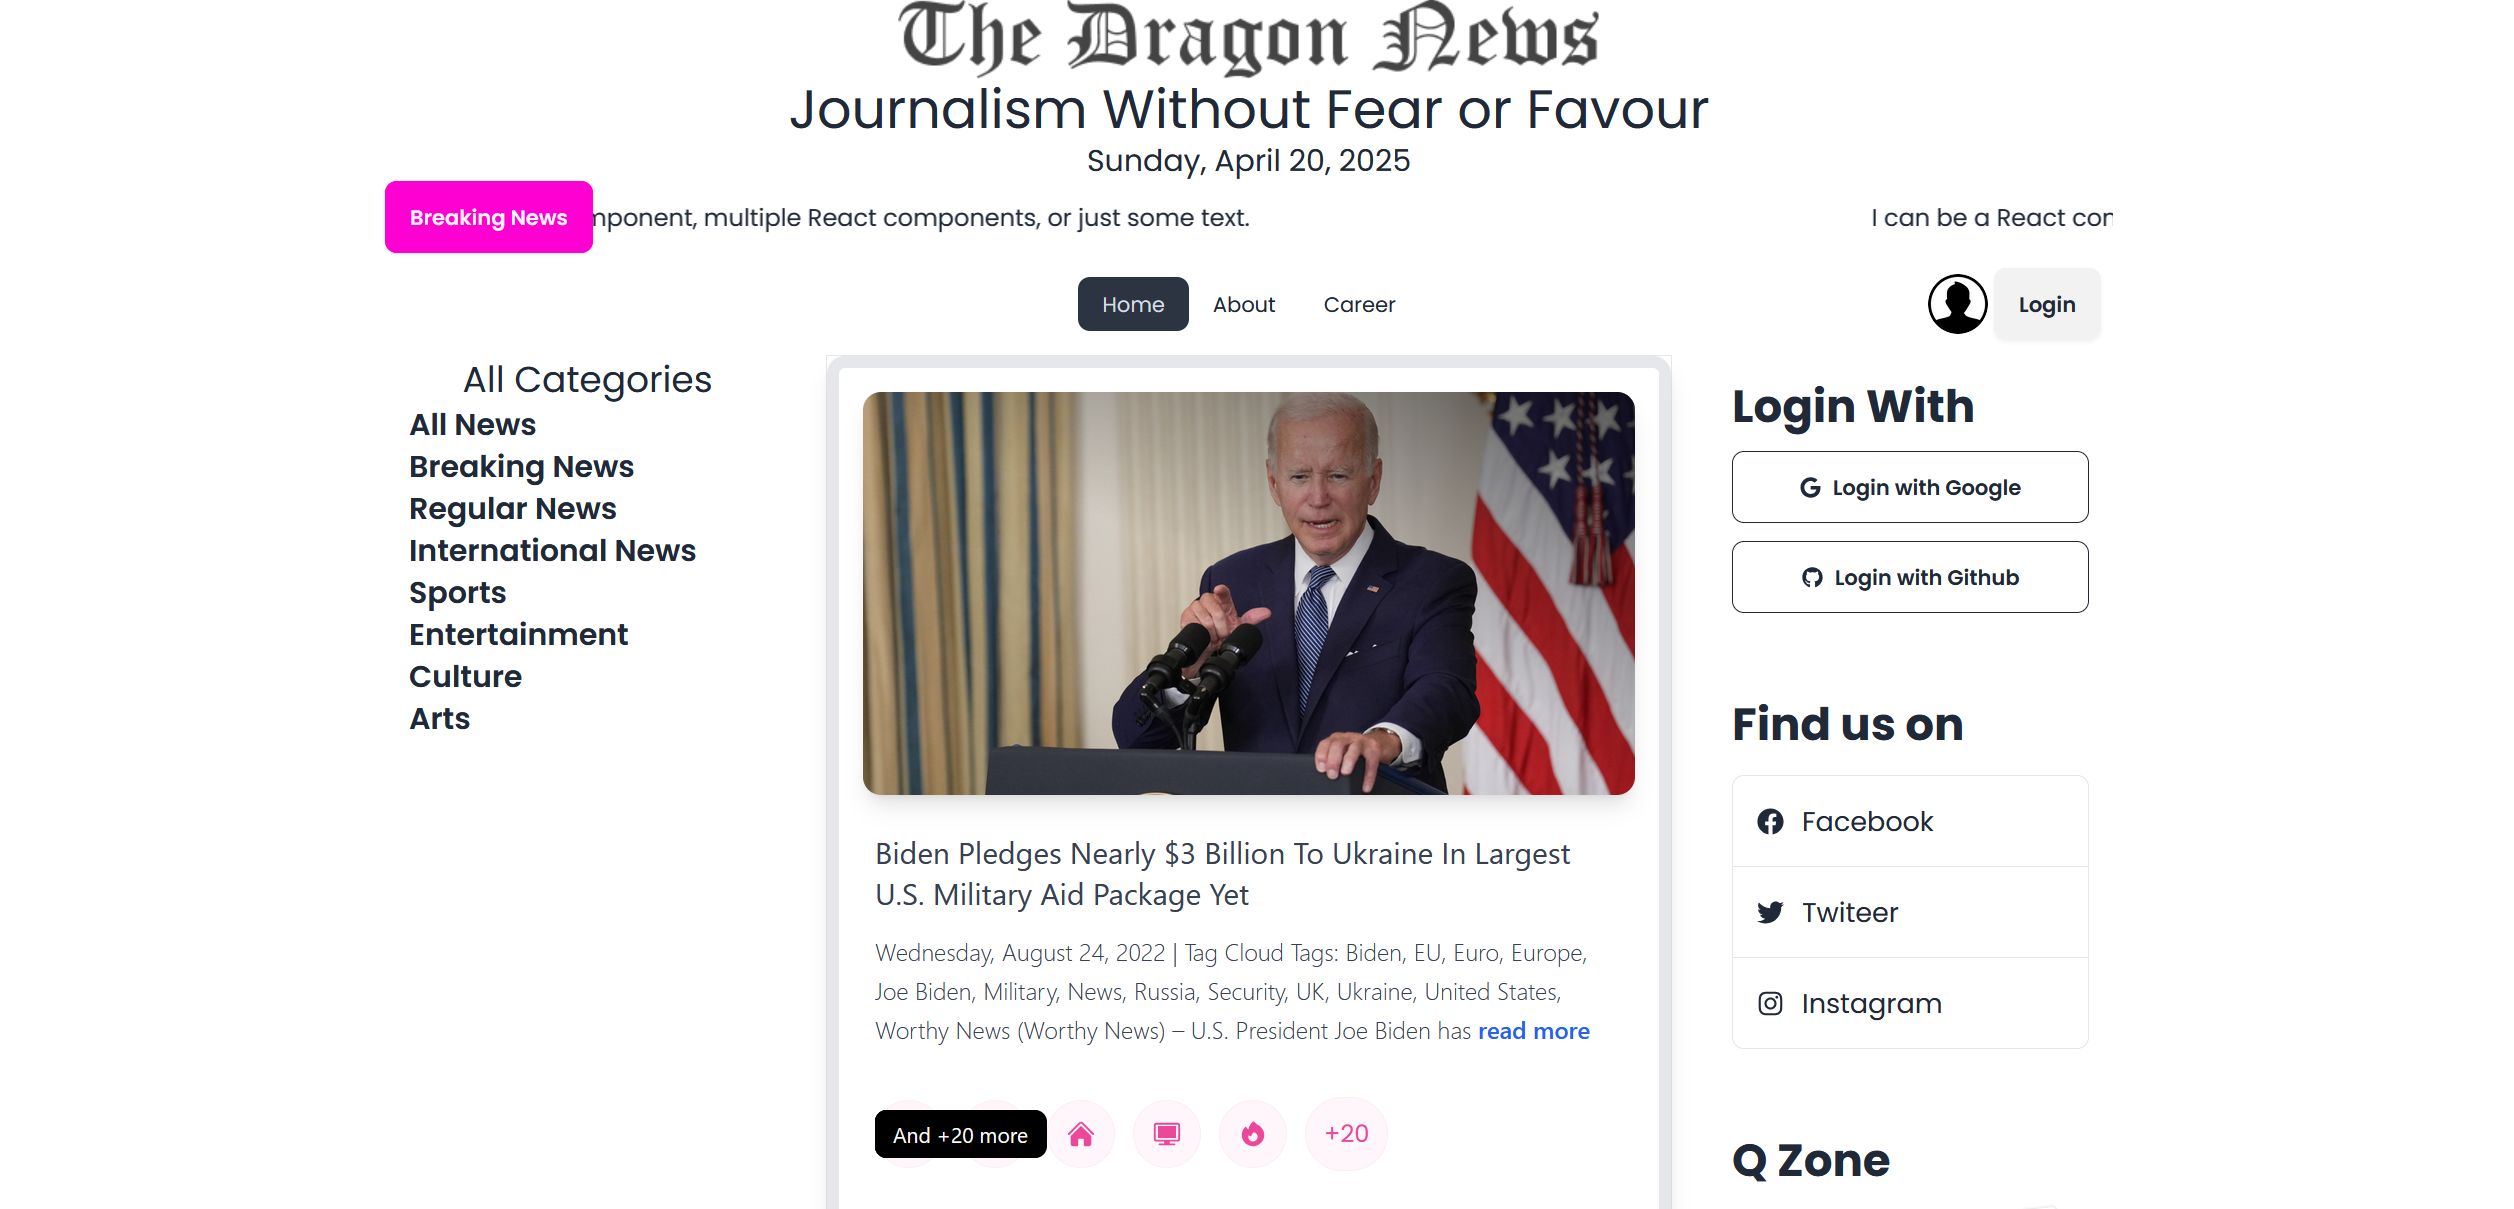 The Dragon News
Journalism Without Fear or Favour
Sunday, April 20, 2025
Breaking News
mponent, multiple React components, or just some text.
I can be a React con
Home
About
Career
Login
All Categories
All News
Breaking News
Regular News
International News
Sports
Entertainment
Culture
Arts
Biden Pledges Nearly $3 Billion To Ukraine In Largest
U.S. Military Aid Package Yet
Wednesday, August 24, 2022 | Tag Cloud Tags: Biden, EU, Euro, Europe,
Joe Biden, Military, News, Russia, Security, UK, Ukraine, United States,
Worthy News (Worthy News) – U.S. President Joe Biden has read more
And +20 more
+20
Login With
Login with Google
Login with Github
Find us on
Facebook
Twiteer
Instagram
Q Zone